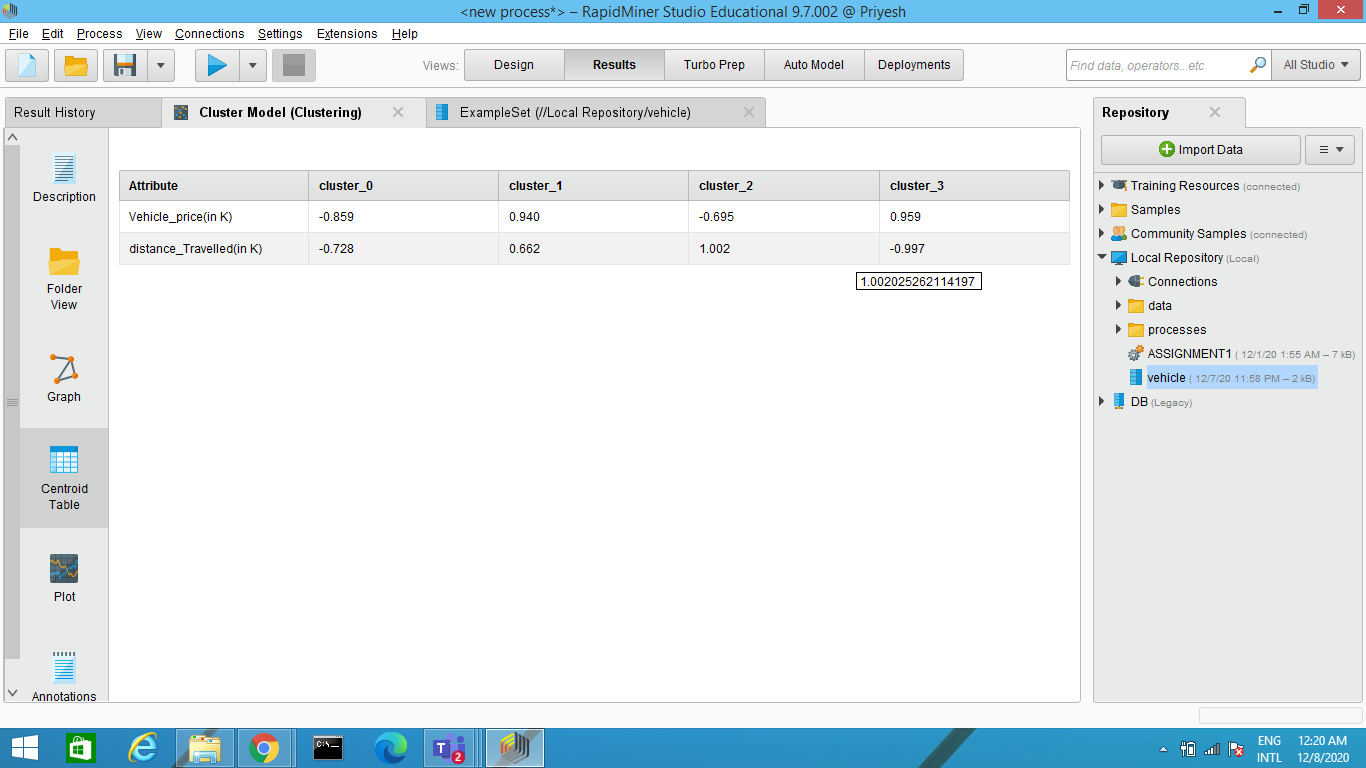 <new process*> – RapidMiner Studio Educational 9.7.002 @ Priyesh
File Edit Process View Connections Settings Extensions Help
Views: Design Results Turbo Prep Auto Model Deployments Find data, operators...etc All Studio
Result History Cluster Model (Clustering) ExampleSet (//Local Repository/vehicle) Repository
Import Data
Description
Folder
View
Graph
Centroid
Table
Plot
Annotations
Attribute cluster_0 cluster_1 cluster_2 cluster_3
Vehicle_price(in K) -0.859 0.940 -0.695 0.959
distance_Travelled(in K) -0.728 0.662 1.002 -0.997
1.002025262114197
Training Resources (connected)
Samples
Community Samples (connected)
Local Repository (Local)
Connections
data
processes
ASSIGNMENT1 ( 12/1/20 1:55 AM – 7 kB)
vehicle ( 12/7/20 11:58 PM – 2 kB)
DB (Legacy)
C:\_
T
2
ENG 12:20 AM
INTL 12/8/2020